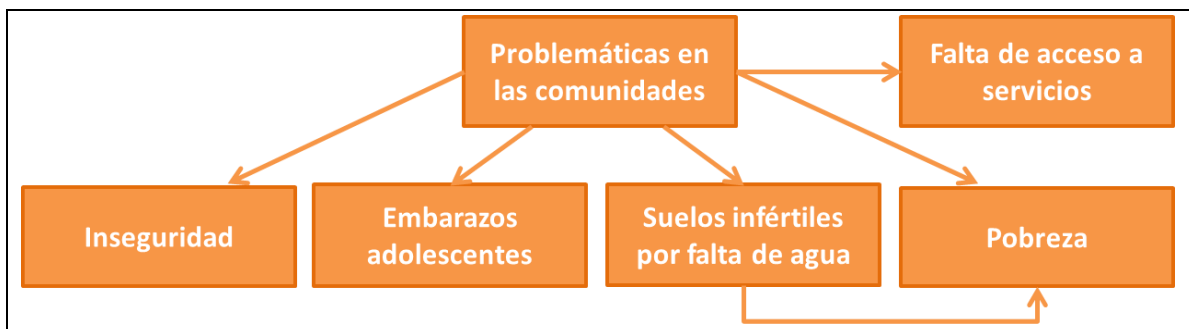 Problemáticas en
las comunidades
Falta de acceso a
servicios
Inseguridad
Embarazos
adolescentes
Suelos infértiles
por falta de agua
Pobreza